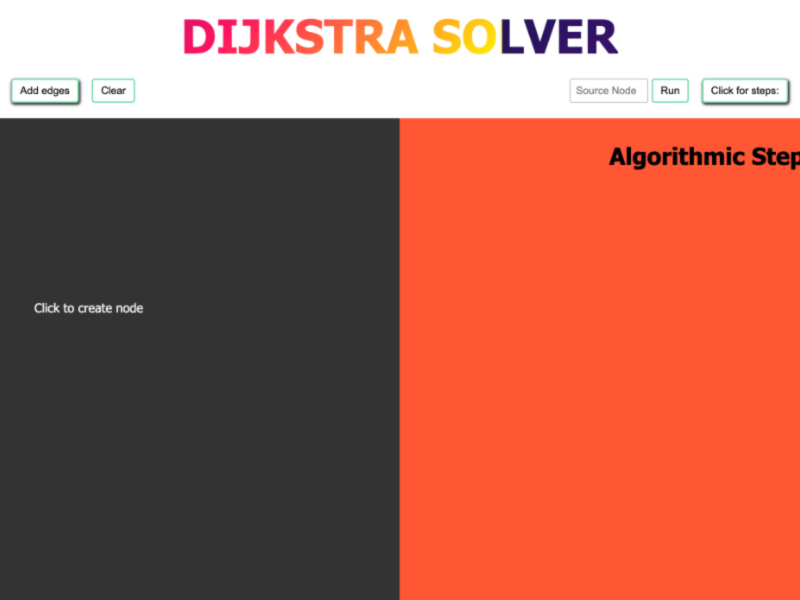 DIJKSTRA SOLVER
Add edges Clear Source Node Run Click for steps:
Algorithmic Step
Click to create node